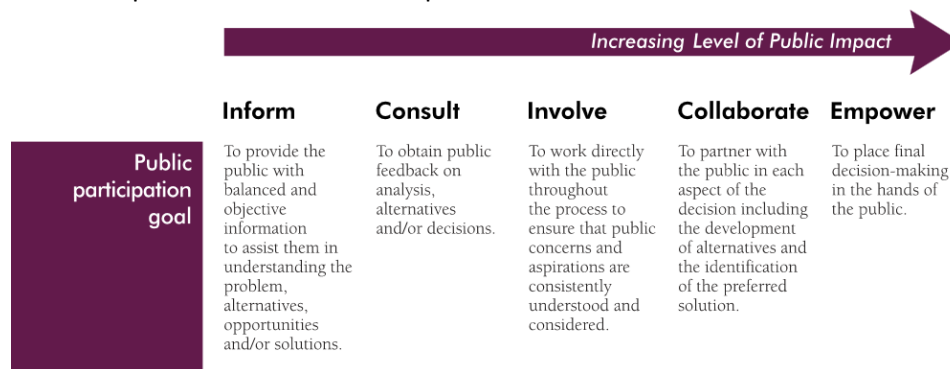 Increasing Level of Public Impact
Inform
Consult
Involve
Collaborate
Empower
Public
participation
goal
To provide the
public with
balanced and
objective
information
to assist them in
understanding the
problem,
alternatives,
opportunities
and/or solutions.
To obtain public
feedback on
analysis,
alternatives
and/or decisions.
To work directly
with the public
throughout
the process to
ensure that public
concerns and
aspirations are
consistently
understood and
considered.
To partner with
the public in each
aspect of the
decision including
the development
of alternatives and
the identification
of the preferred
solution.
To place final
decision-making
in the hands of
the public.